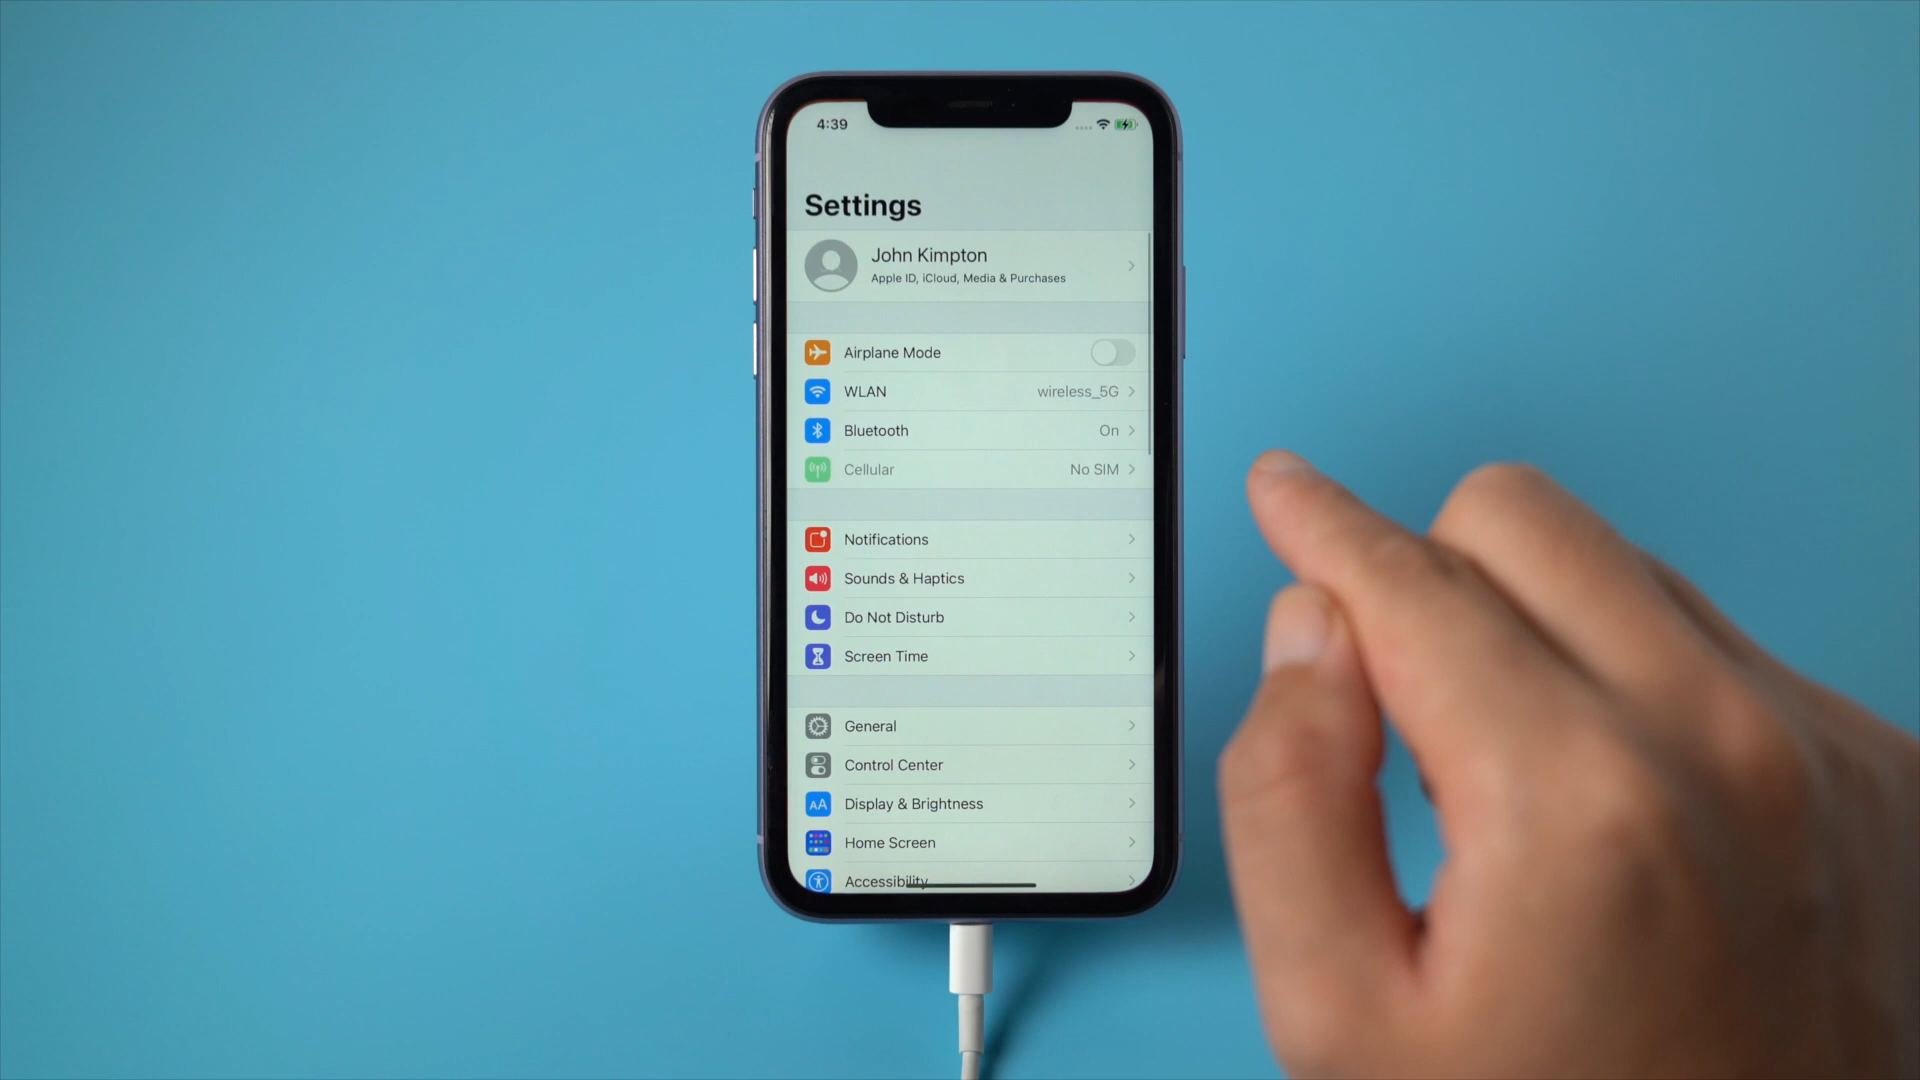 4:39
Settings
John Kimpton
Apple ID, iCloud, Media & Purchases
Airplane Mode
WLAN wireless_5G
Bluetooth On
Cellular No SIM
Notifications
Sounds & Haptics
Do Not Disturb
Screen Time
General
Control Center
AA Display & Brightness
Home Screen
Accessibility